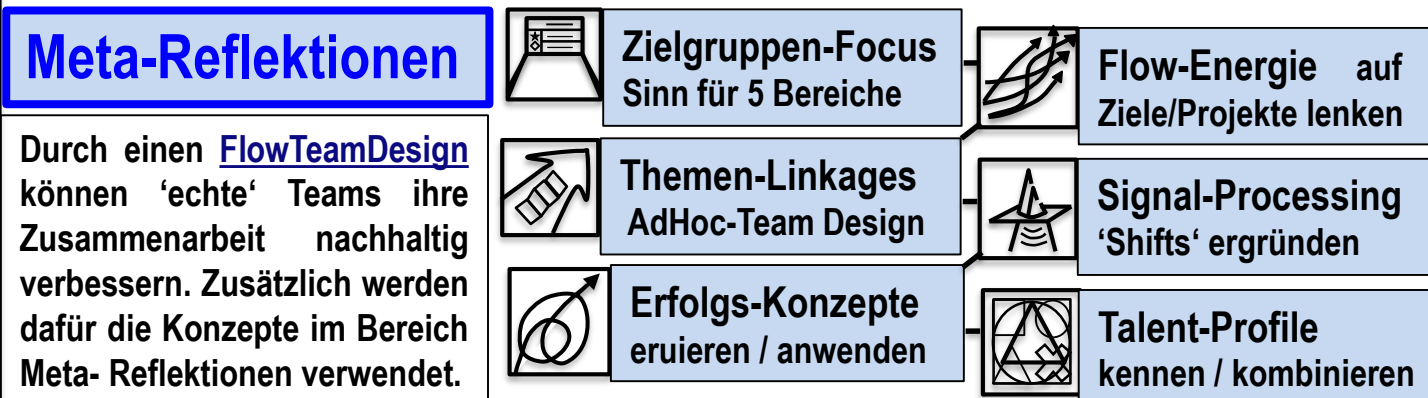 Meta-Reflektionen
Durch einen FlowTeamDesign
können ‘echte‘ Teams ihre
Zusammenarbeit nachhaltig
verbessern. Zusätzlich werden
dafür die Konzepte im Bereich
Meta- Reflektionen verwendet.
Zielgruppen-Focus
Sinn für 5 Bereiche
Flow-Energie auf
Ziele/Projekte lenken
Themen-Linkages
AdHoc-Team Design
Signal-Processing
‘Shifts‘ ergründen
Erfolgs-Konzepte
eruieren / anwenden
Talent-Profile
kennen / kombinieren